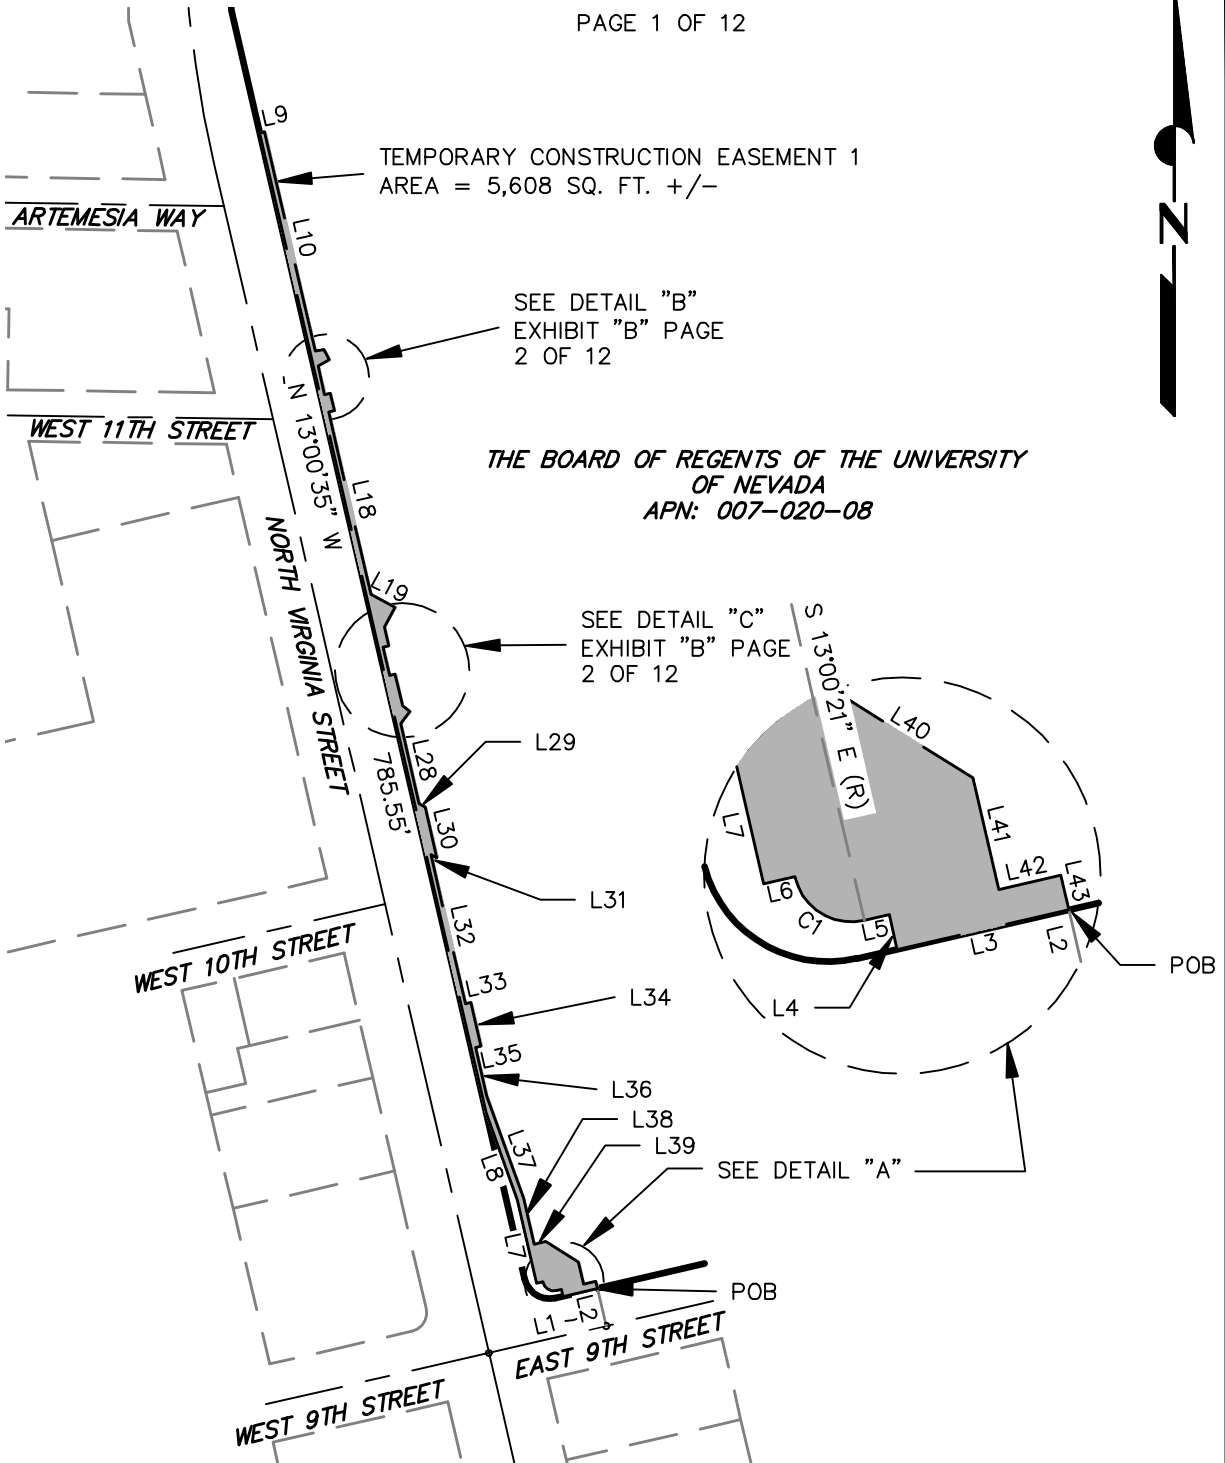 PAGE 1 OF 12
L9
TEMPORARY CONSTRUCTION EASEMENT 1
AREA = 5,608 SQ. FT. +/-
ARTEMESIA WAY
N
L10
SEE DETAIL "B"
EXHIBIT "B" PAGE
2 OF 12
N 13°00'35" W
WEST 11TH STREET
THE BOARD OF REGENTS OF THE UNIVERSITY
OF NEVADA
APN: 007-020-08
L18
NORTH VIRGINIA STREET
L19
SEE DETAIL "C"
EXHIBIT "B" PAGE
2 OF 12
S 13°00'21" E (R)
L40
L28
L29
785.55'
L30
L7
L41
L31
L6
L42
L43
C1
L5
L3
L2
POB
L4
L32
WEST 10TH STREET
L33
L34
L35
L36
L38
L37
L39
L8
SEE DETAIL "A"
L7
POB
L1
L2
EAST 9TH STREET
WEST 9TH STREET